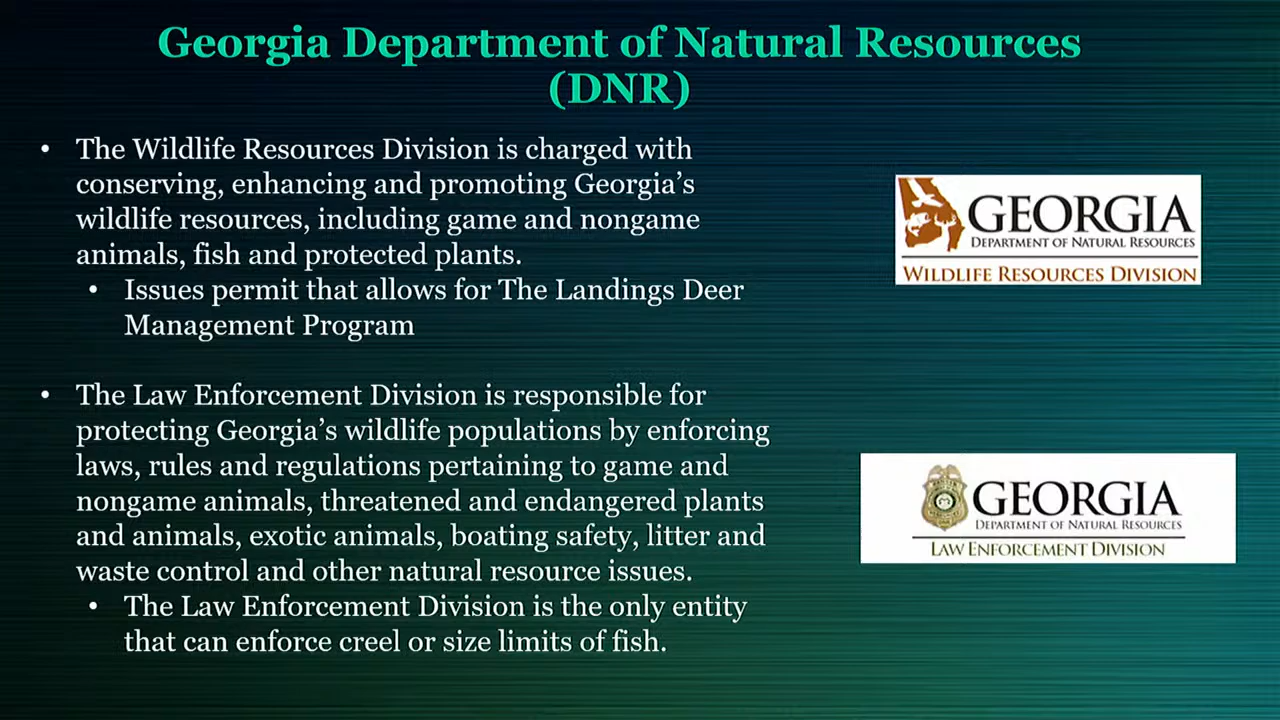 Georgia Department of Natural Resources
(DNR)
• The Wildlife Resources Division is charged with
conserving, enhancing and promoting Georgia’s
wildlife resources, including game and nongame
animals, fish and protected plants.
• Issues permit that allows for The Landings Deer
Management Program
GEORGIA
DEPARTMENT OF NATURAL RESOURCES
WILDLIFE RESOURCES DIVISION
• The Law Enforcement Division is responsible for
protecting Georgia’s wildlife populations by enforcing
laws, rules and regulations pertaining to game and
nongame animals, threatened and endangered plants
and animals, exotic animals, boating safety, litter and
waste control and other natural resource issues.
• The Law Enforcement Division is the only entity
that can enforce creel or size limits of fish.
GEORGIA
DEPARTMENT OF NATURAL RESOURCES
LAW ENFORCEMENT DIVISION